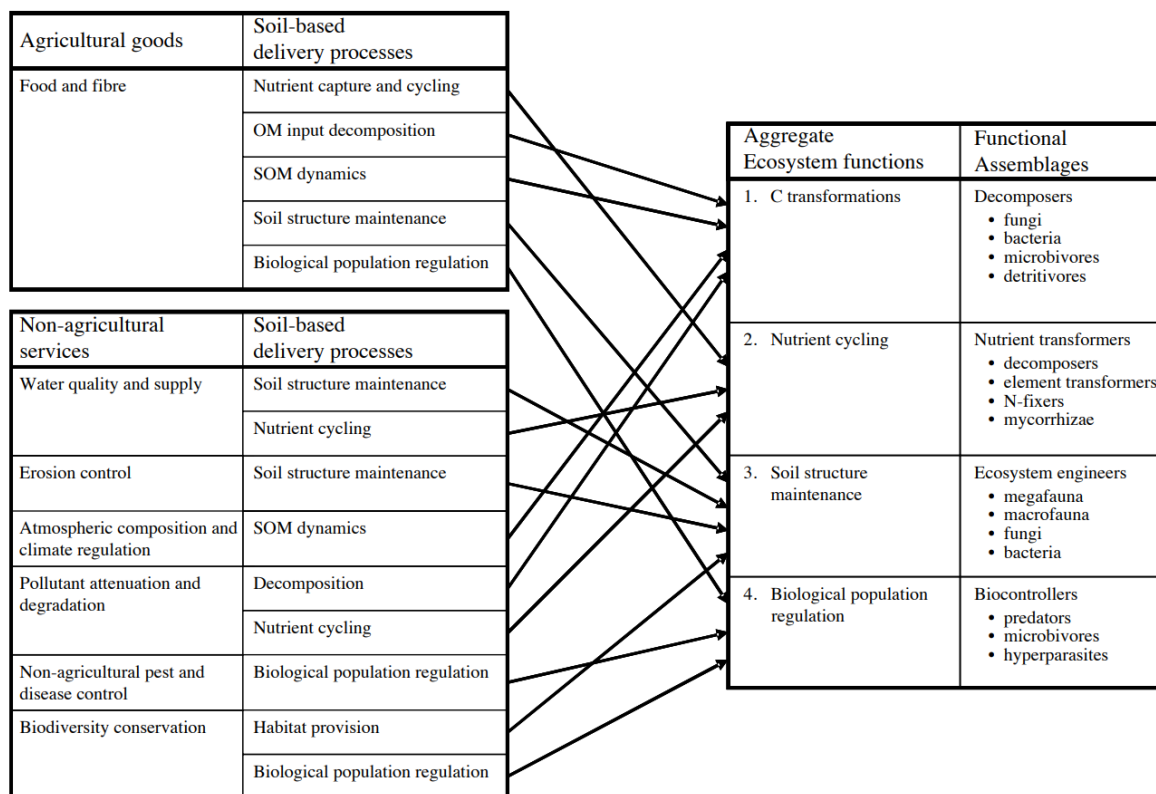 Agricultural goods
Soil-based
delivery processes
Food and fibre
Nutrient capture and cycling
OM input decomposition
SOM dynamics
Soil structure maintenance
Biological population regulation
Non-agricultural
services
Soil-based
delivery processes
Water quality and supply
Soil structure maintenance
Nutrient cycling
Erosion control
Soil structure maintenance
Atmospheric composition and
climate regulation
SOM dynamics
Pollutant attenuation and
degradation
Decomposition
Nutrient cycling
Non-agricultural pest and
disease control
Biological population regulation
Biodiversity conservation
Habitat provision
Biological population regulation
Aggregate
Ecosystem functions
Functional
Assemblages
1. C transformations
Decomposers
• fungi
• bacteria
• microbivores
• detritivores
2. Nutrient cycling
Nutrient transformers
• decomposers
• element transformers
• N-fixers
• mycorrhizae
3. Soil structure
maintenance
Ecosystem engineers
• megafauna
• macrofauna
• fungi
• bacteria
4. Biological population
regulation
Biocontrollers
• predators
• microbivores
• hyperparasites